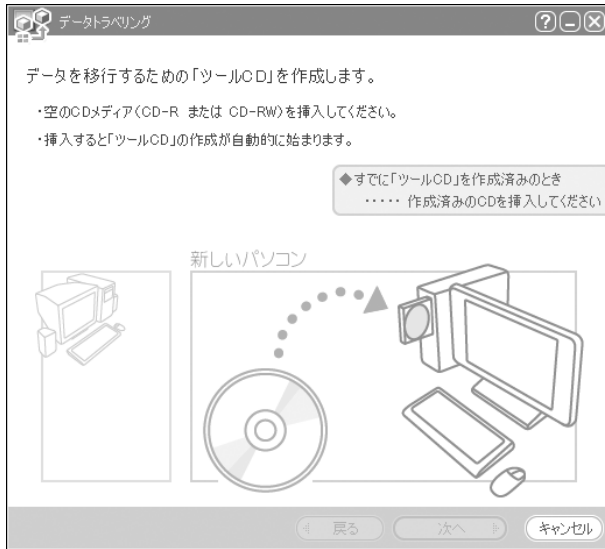 データトラベリング
データを移行するための「ツールCD」を作成します。
・空のCDメディア(CD-R または CD-RW)を挿入してください。
・挿入すると「ツールCD」の作成が自動的に始まります。
◆すでに「ツールCD」を作成済みのとき
‥‥‥ 作成済みのCDを挿入してください
新しいパソコン
戻る
次へ
キャンセル